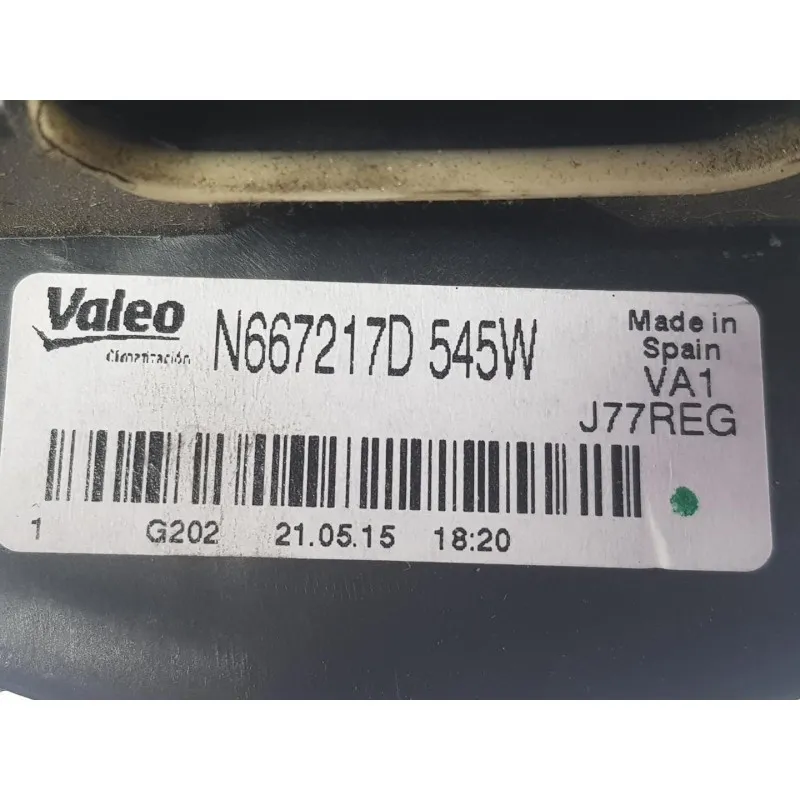 Valeo
Climatización
N667217D 545W
Made in
Spain
VA1
J77REG
1 G202 21.05.15 18:20